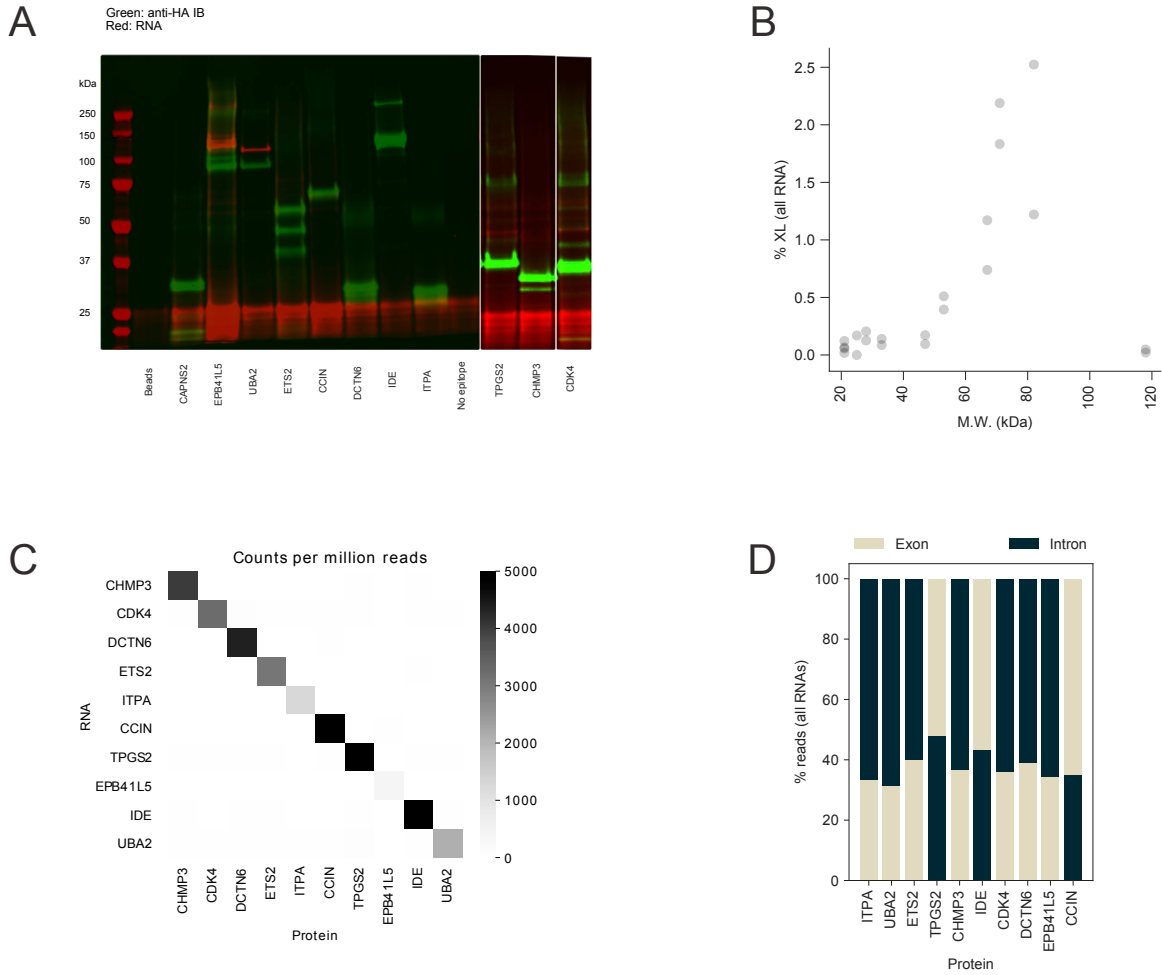 A
Green: anti-HA IB
Red: RNA
kDa
250
150
100
75
50
37
25
Beads
CAPNS2
EPB41L5
UBA2
ETS2
CCIN
DCTN6
IDE
ITPA
No epitope
TPGS2
CHMP3
CDK4
B
% XL (all RNA)
2.5
2.0
1.5
1.0
0.5
0.0
20
40
60
80
100
120
M.W. (kDa)
C
Counts per million reads
RNA
CHMP3
CDK4
DCTN6
ETS2
ITPA
CCIN
TPGS2
EPB41L5
IDE
UBA2
5000
4000
3000
2000
1000
0
CHMP3
CDK4
DCTN6
ETS2
ITPA
CCIN
TPGS2
EPB41L5
IDE
UBA2
Protein
D
Exon
Intron
% reads (all RNAs)
100
80
60
40
20
0
ITPA
UBA2
ETS2
TPGS2
CHMP3
IDE
CDK4
DCTN6
EPB41L5
CCIN
Protein